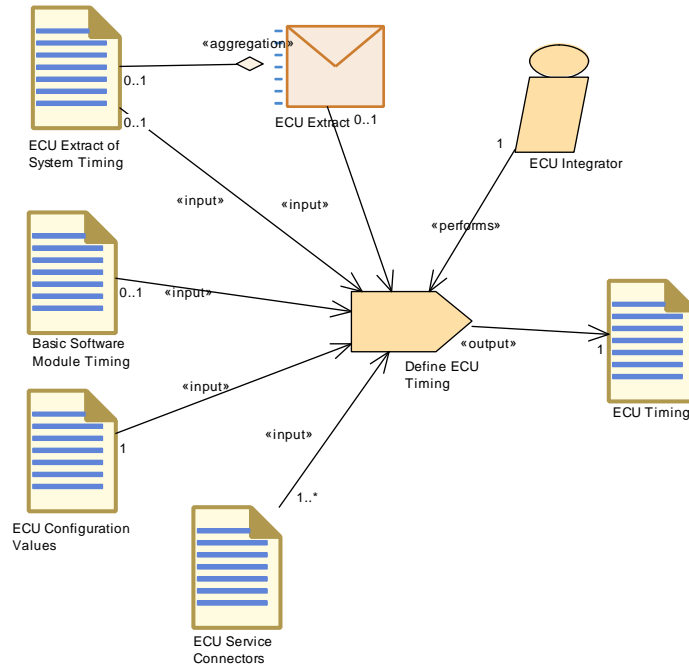 «aggregation»
0..1
0..1
ECU Extract of
System Timing
ECU Extract
0..1
1
ECU Integrator
«input»
«input»
«performs»
0..1
«input»
Basic Software
Module Timing
«output»
1
Define ECU
Timing
«input»
ECU Timing
1
«input»
1..*
ECU Configuration
Values
ECU Service
Connectors